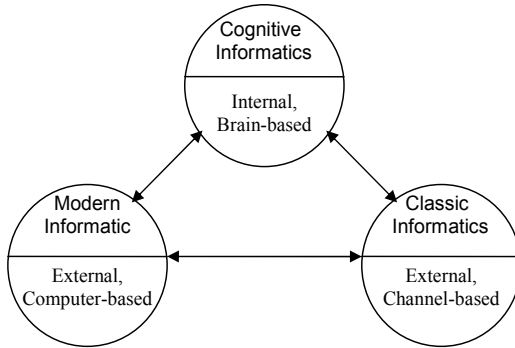 Cognitive
Informatics
Internal,
Brain-based
Modern
Informatic
External,
Computer-based
Classic
Informatics
External,
Channel-based